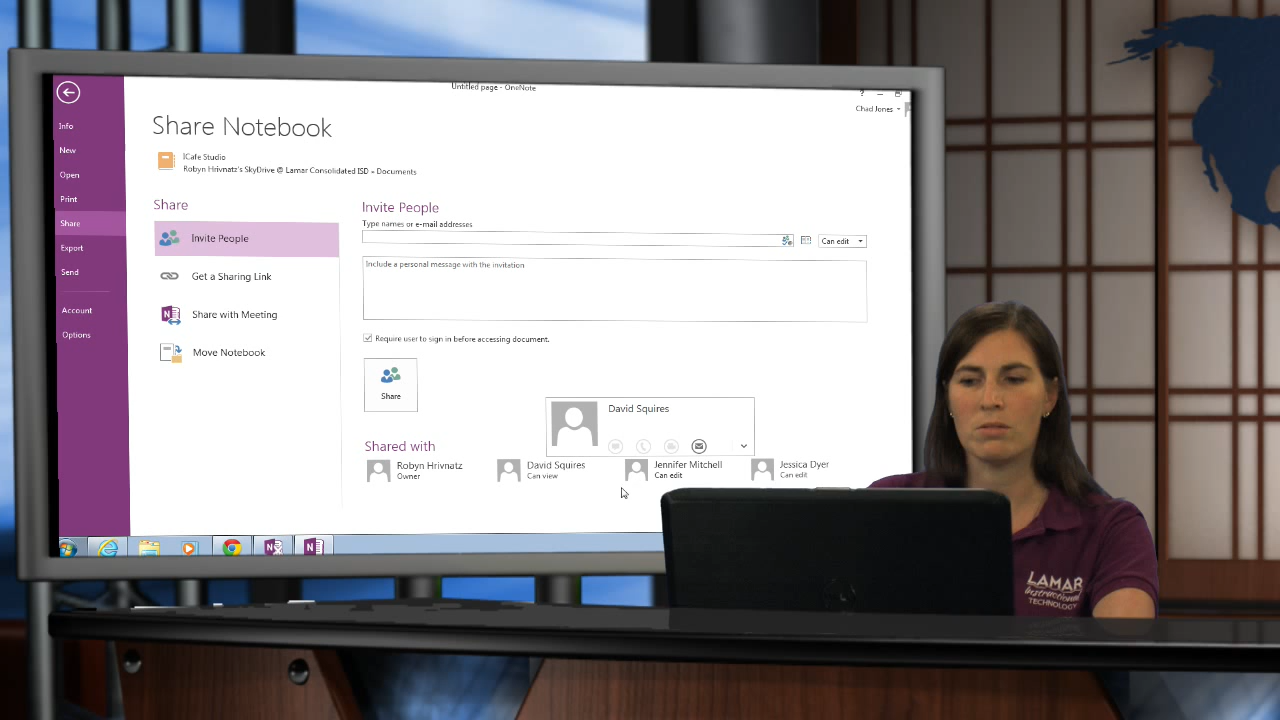 Untitled page - OneNote
?
Chad Jones
Info
New
Open
Print
Share
Export
Send
Account
Options
Share Notebook
ICafe Studio
Robyn Hrivnatz's SkyDrive @ Lamar Consolidated ISD » Documents
Share
Invite People
Get a Sharing Link
Share with Meeting
Move Notebook
Invite People
Type names or e-mail addresses
Can edit
Include a personal message with the invitation
Require user to sign in before accessing document.
Share
David Squires
Shared with
Robyn Hrivnatz
Owner
David Squires
Can view
Jennifer Mitchell
Can edit
Jessica Dyer
Can edit
LAMAR
Instructional
TECHNOLOGY